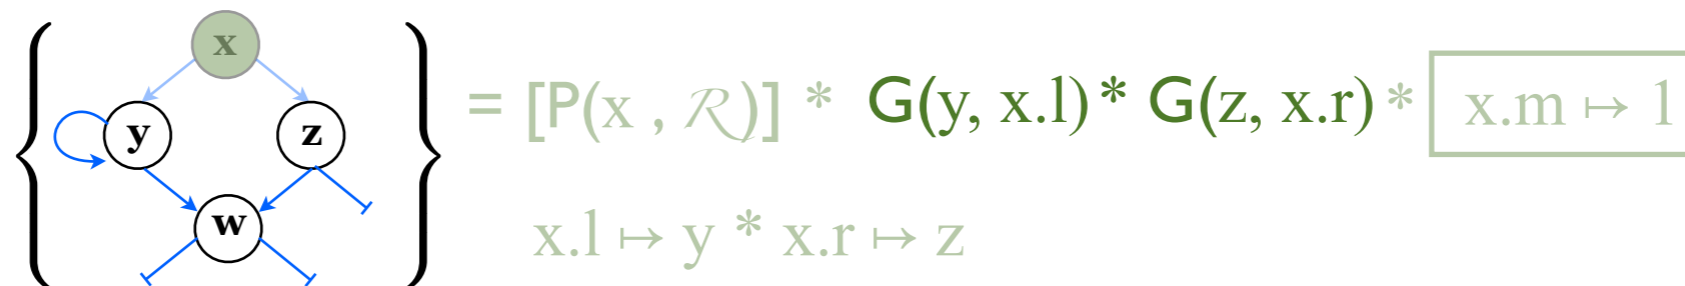 x
= [P(x , ℛ)] * G(y, x.l) * G(z, x.r) * x.m ↦ 1
y z
w
x.l ↦ y * x.r ↦ z